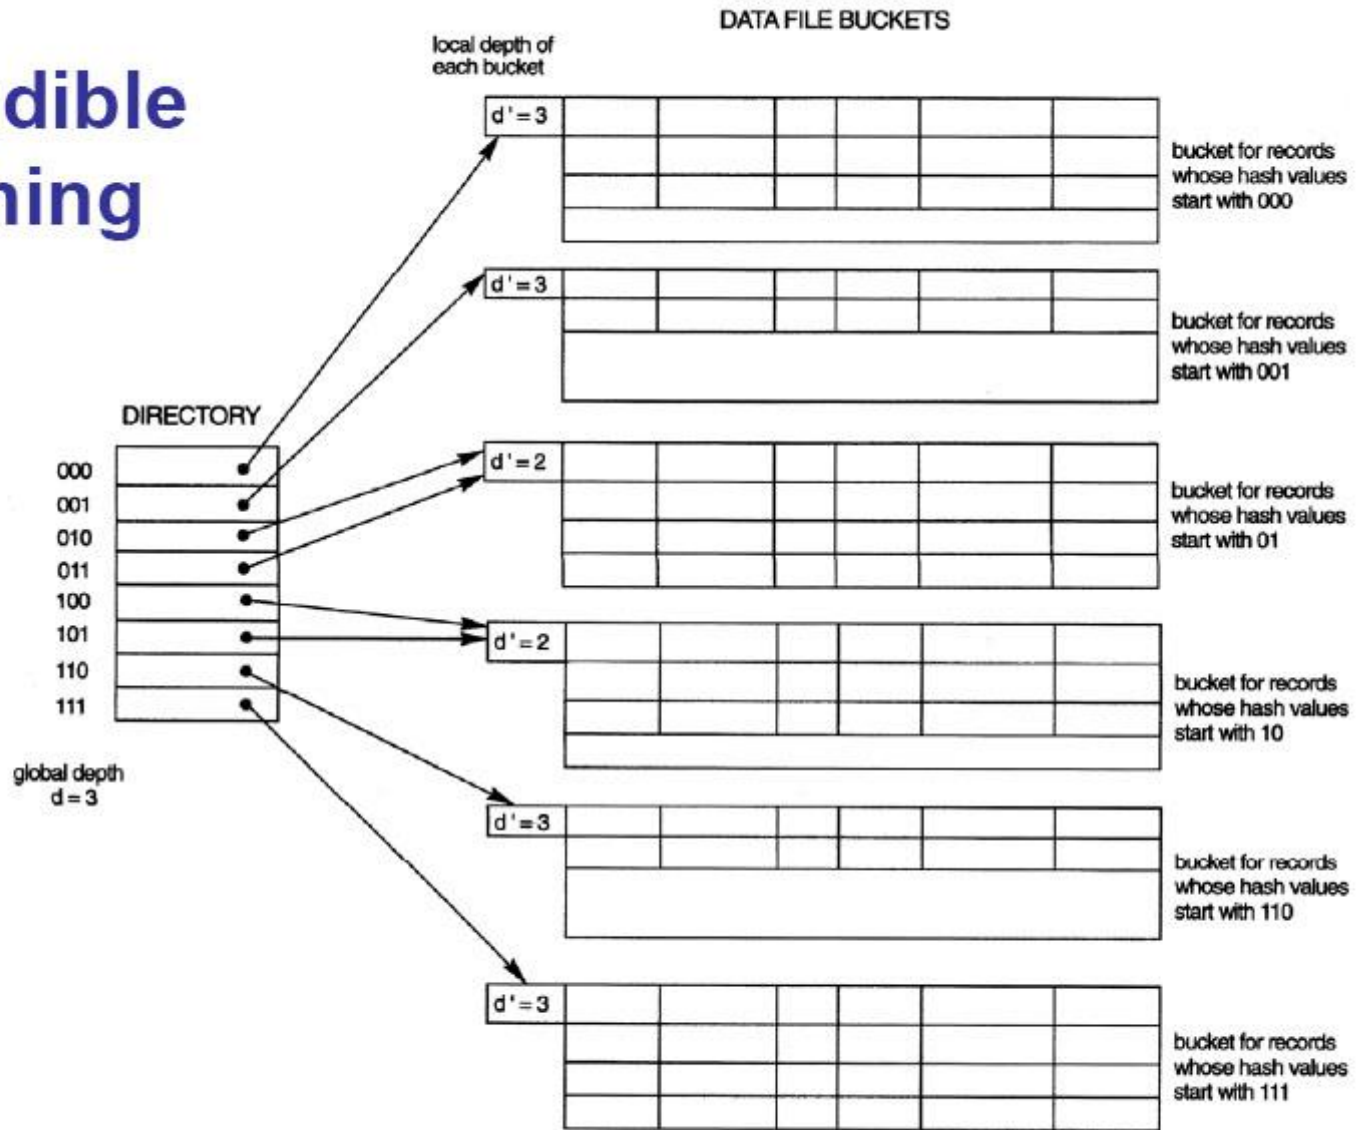 dible
ning
DATA FILE BUCKETS
local depth of
each bucket
d'=3
bucket for records
whose hash values
start with 000
d'=3
bucket for records
whose hash values
start with 001
DIRECTORY
000
001
010
011
100
101
110
111
global depth
d=3
d'=2
bucket for records
whose hash values
start with 01
d'=2
bucket for records
whose hash values
start with 10
d'=3
bucket for records
whose hash values
start with 110
d'=3
bucket for records
whose hash values
start with 111